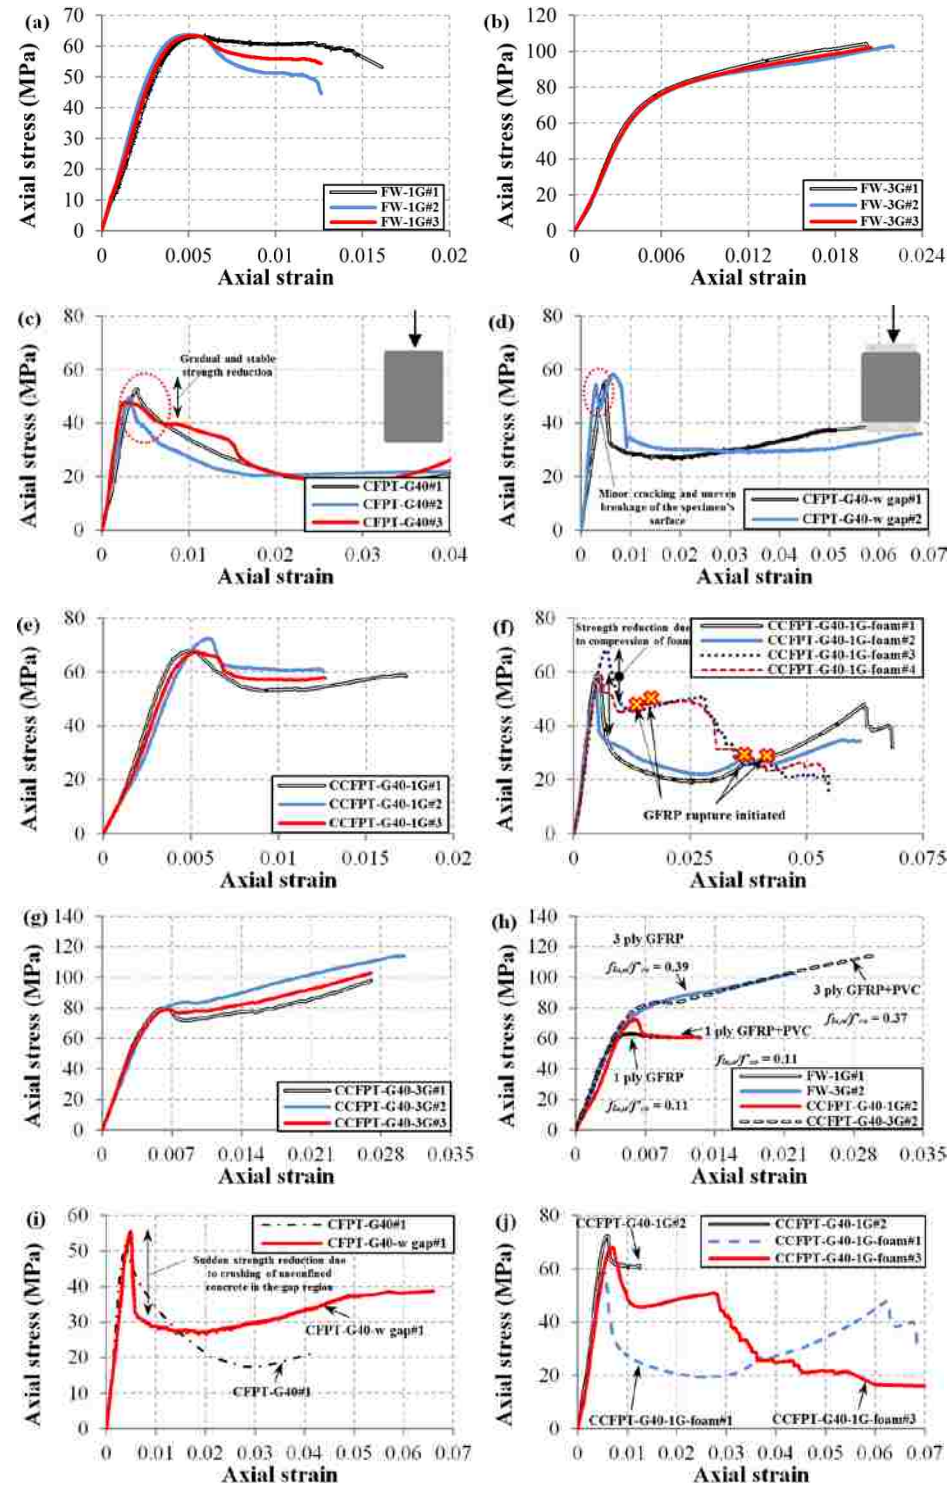 (a)
Axial stress (MPa)
70
60
50
40
30
20
10
0
FW-1G#1
FW-1G#2
FW-1G#3
0 0.005 0.01 0.015 0.02
Axial strain
(b)
Axial stress (MPa)
120
100
80
60
40
20
0
FW-3G#1
FW-3G#2
FW-3G#3
0 0.006 0.012 0.018 0.024
Axial strain
(c)
Axial stress (MPa)
80
60
40
20
0
Gradual and stable
strength reduction
CFPT-G40#1
CFPT-G40#2
CFPT-G40#3
0 0.01 0.02 0.03 0.04
Axial strain
(d)
Axial stress (MPa)
80
60
40
20
0
Minor cracking and uneven
breakage of the specimen's
surface
CFPT-G40-w gap#1
CFPT-G40-w gap#2
0 0.01 0.02 0.03 0.04 0.05 0.06 0.07
Axial strain
(e)
Axial stress (MPa)
80
60
40
20
0
CCFPT-G40-1G#1
CCFPT-G40-1G#2
CCFPT-G40-1G#3
0 0.005 0.01 0.015 0.02
Axial strain
(f)
Axial stress (MPa)
80
60
40
20
0
Strength reduction due
to compression of foam
CCFPT-G40-1G-foam#1
CCFPT-G40-1G-foam#2
CCFPT-G40-1G-foam#3
CCFPT-G40-1G-foam#4
GFRP rupture initiated
0 0.025 0.05 0.075
Axial strain
(g)
Axial stress (MPa)
140
120
100
80
60
40
20
0
CCFPT-G40-3G#1
CCFPT-G40-3G#2
CCFPT-G40-3G#3
0 0.007 0.014 0.021 0.028 0.035
Axial strain
(h)
Axial stress (MPa)
140
120
100
80
60
40
20
0
3 ply GFRP
= 0.39
3 ply GFRP+PVC
= 0.37
1 ply GFRP+PVC
= 0.11
1 ply GFRP
= 0.11
FW-1G#1
FW-3G#2
CCFPT-G40-1G#2
CCFPT-G40-3G#2
0 0.007 0.014 0.021 0.028 0.035
Axial strain
(i)
Axial stress (MPa)
60
50
40
30
20
10
0
CFPT-G40#1
CFPT-G40-w gap#1
Sudden strength reduction due
to crushing of unconfined
concrete in the gap region
CFPT-G40-w gap#1
CFPT-G40#1
0 0.01 0.02 0.03 0.04 0.05 0.06 0.07
Axial strain
(j)
Axial stress (MPa)
80
60
40
20
0
CCFPT-G40-1G#2
CCFPT-G40-1G#2
CCFPT-G40-1G-foam#1
CCFPT-G40-1G-foam#3
CCFPT-G40-1G-foam#1
CCFPT-G40-1G-foam#3
0 0.01 0.02 0.03 0.04 0.05 0.06 0.07
Axial strain